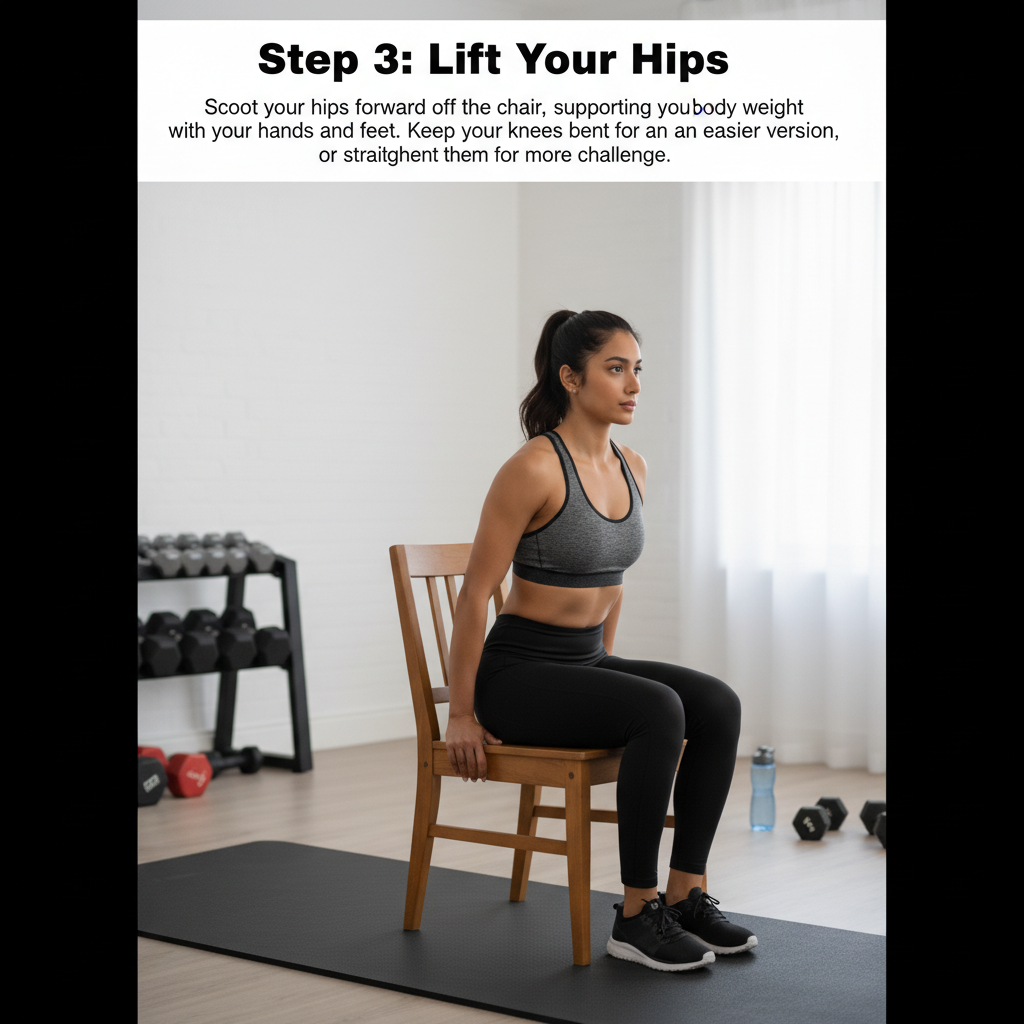 Step 3: Lift Your Hips
Scoot your hips forward off the chair, supporting youbody weight
with your hands and feet. Keep your knees bent for an an easier version,
or straitghent them for more challenge.